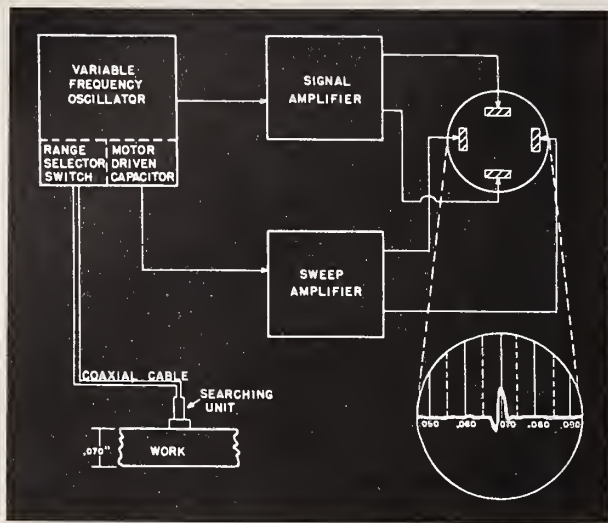 VARIABLE
FREQUENCY
OSCILLATOR
RANGE
SELECTOR
SWITCH
MOTOR
DRIVEN
CAPACITOR
SIGNAL
AMPLIFIER
SWEEP
AMPLIFIER
COAXIAL CABLE
SEARCHING
UNIT
.070"
WORK
.050 .060 .070 .080 .090